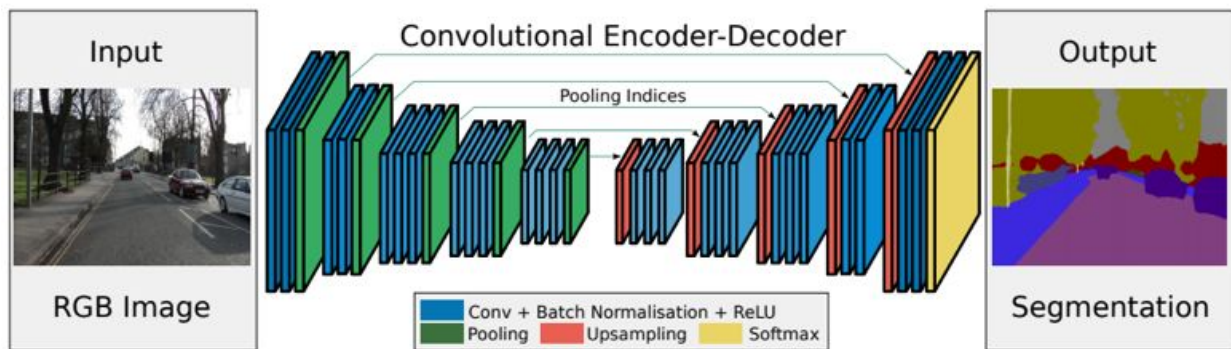 Input
RGB Image
Convolutional Encoder-Decoder
Pooling Indices
Conv + Batch Normalisation + ReLU
Pooling Upsampling Softmax
Output
Segmentation